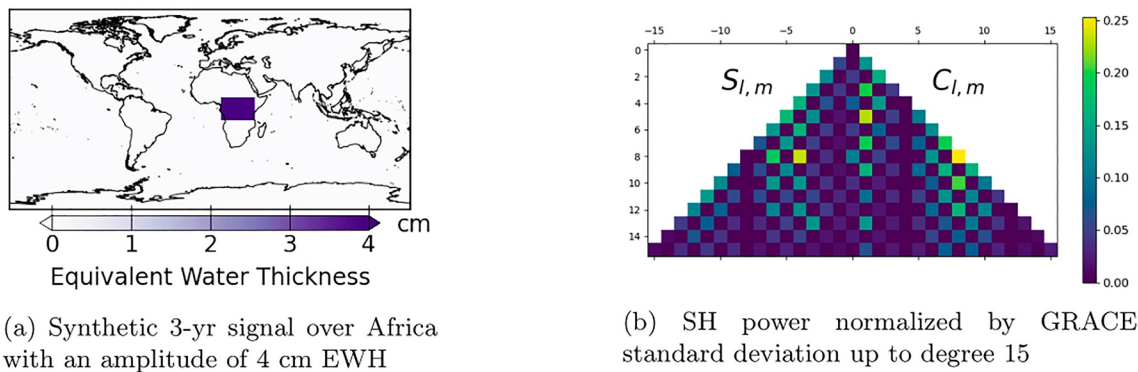 cm
0 1 2 3 4
Equivalent Water Thickness
(a) Synthetic 3-yr signal over Africa
with an amplitude of 4 cm EWH
−15 −10 −5 0 5 10 15
0
2
4
6
8
10
12
14
S_{l,m}
C_{l,m}
0.25
0.20
0.15
0.10
0.05
0.00
(b) SH power normalized by GRACE
standard deviation up to degree 15